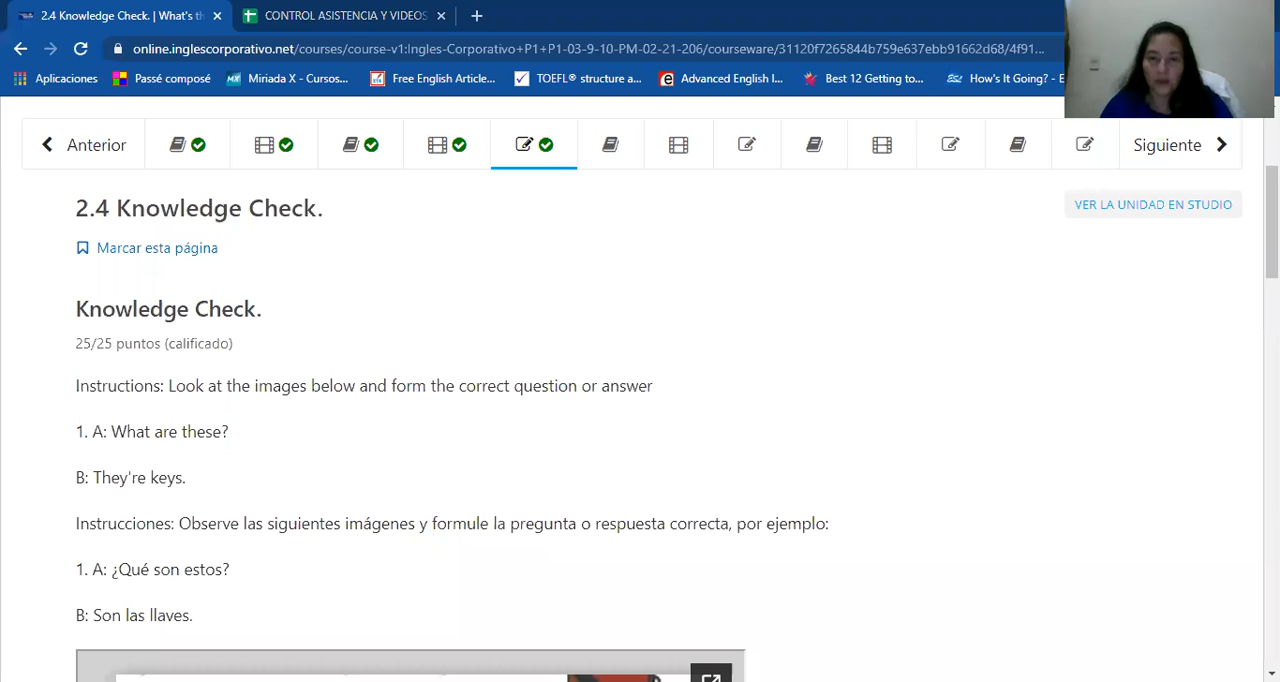 2.4 Knowledge Check. | What's th
CONTROL ASISTENCIA Y VIDEOS
online.inglescorporativo.net/courses/course-v1:Ingles-Corporativo+P1+P1-03-9-10-PM-02-21-206/courseware/31120f7265844b759e637ebb91662d68/4f91...
Aplicaciones Passé composé Miriada X - Cursos... Free English Article... TOEFL® structure a... Advanced English I... Best 12 Getting to... How's It Going? - E
Anterior Siguiente
2.4 Knowledge Check.
VER LA UNIDAD EN STUDIO
Marcar esta página
Knowledge Check.
25/25 puntos (calificado)
Instructions: Look at the images below and form the correct question or answer
1. A: What are these?
B: They're keys.
Instrucciones: Observe las siguientes imágenes y formule la pregunta o respuesta correcta, por ejemplo:
1. A: ¿Qué son estos?
B: Son las llaves.